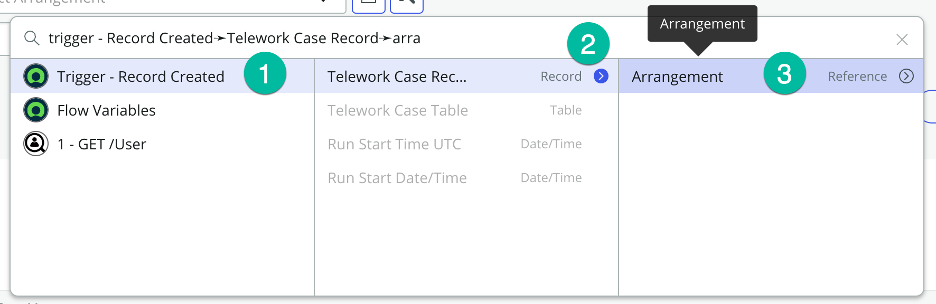 Arrangement
trigger - Record Created➛Telework Case Record➛arra
2
Trigger - Record Created
1
Telework Case Rec...
Record
Arrangement
3
Reference
Flow Variables
Telework Case Table
Table
1 - GET /User
Run Start Time UTC
Date/Time
Run Start Date/Time
Date/Time